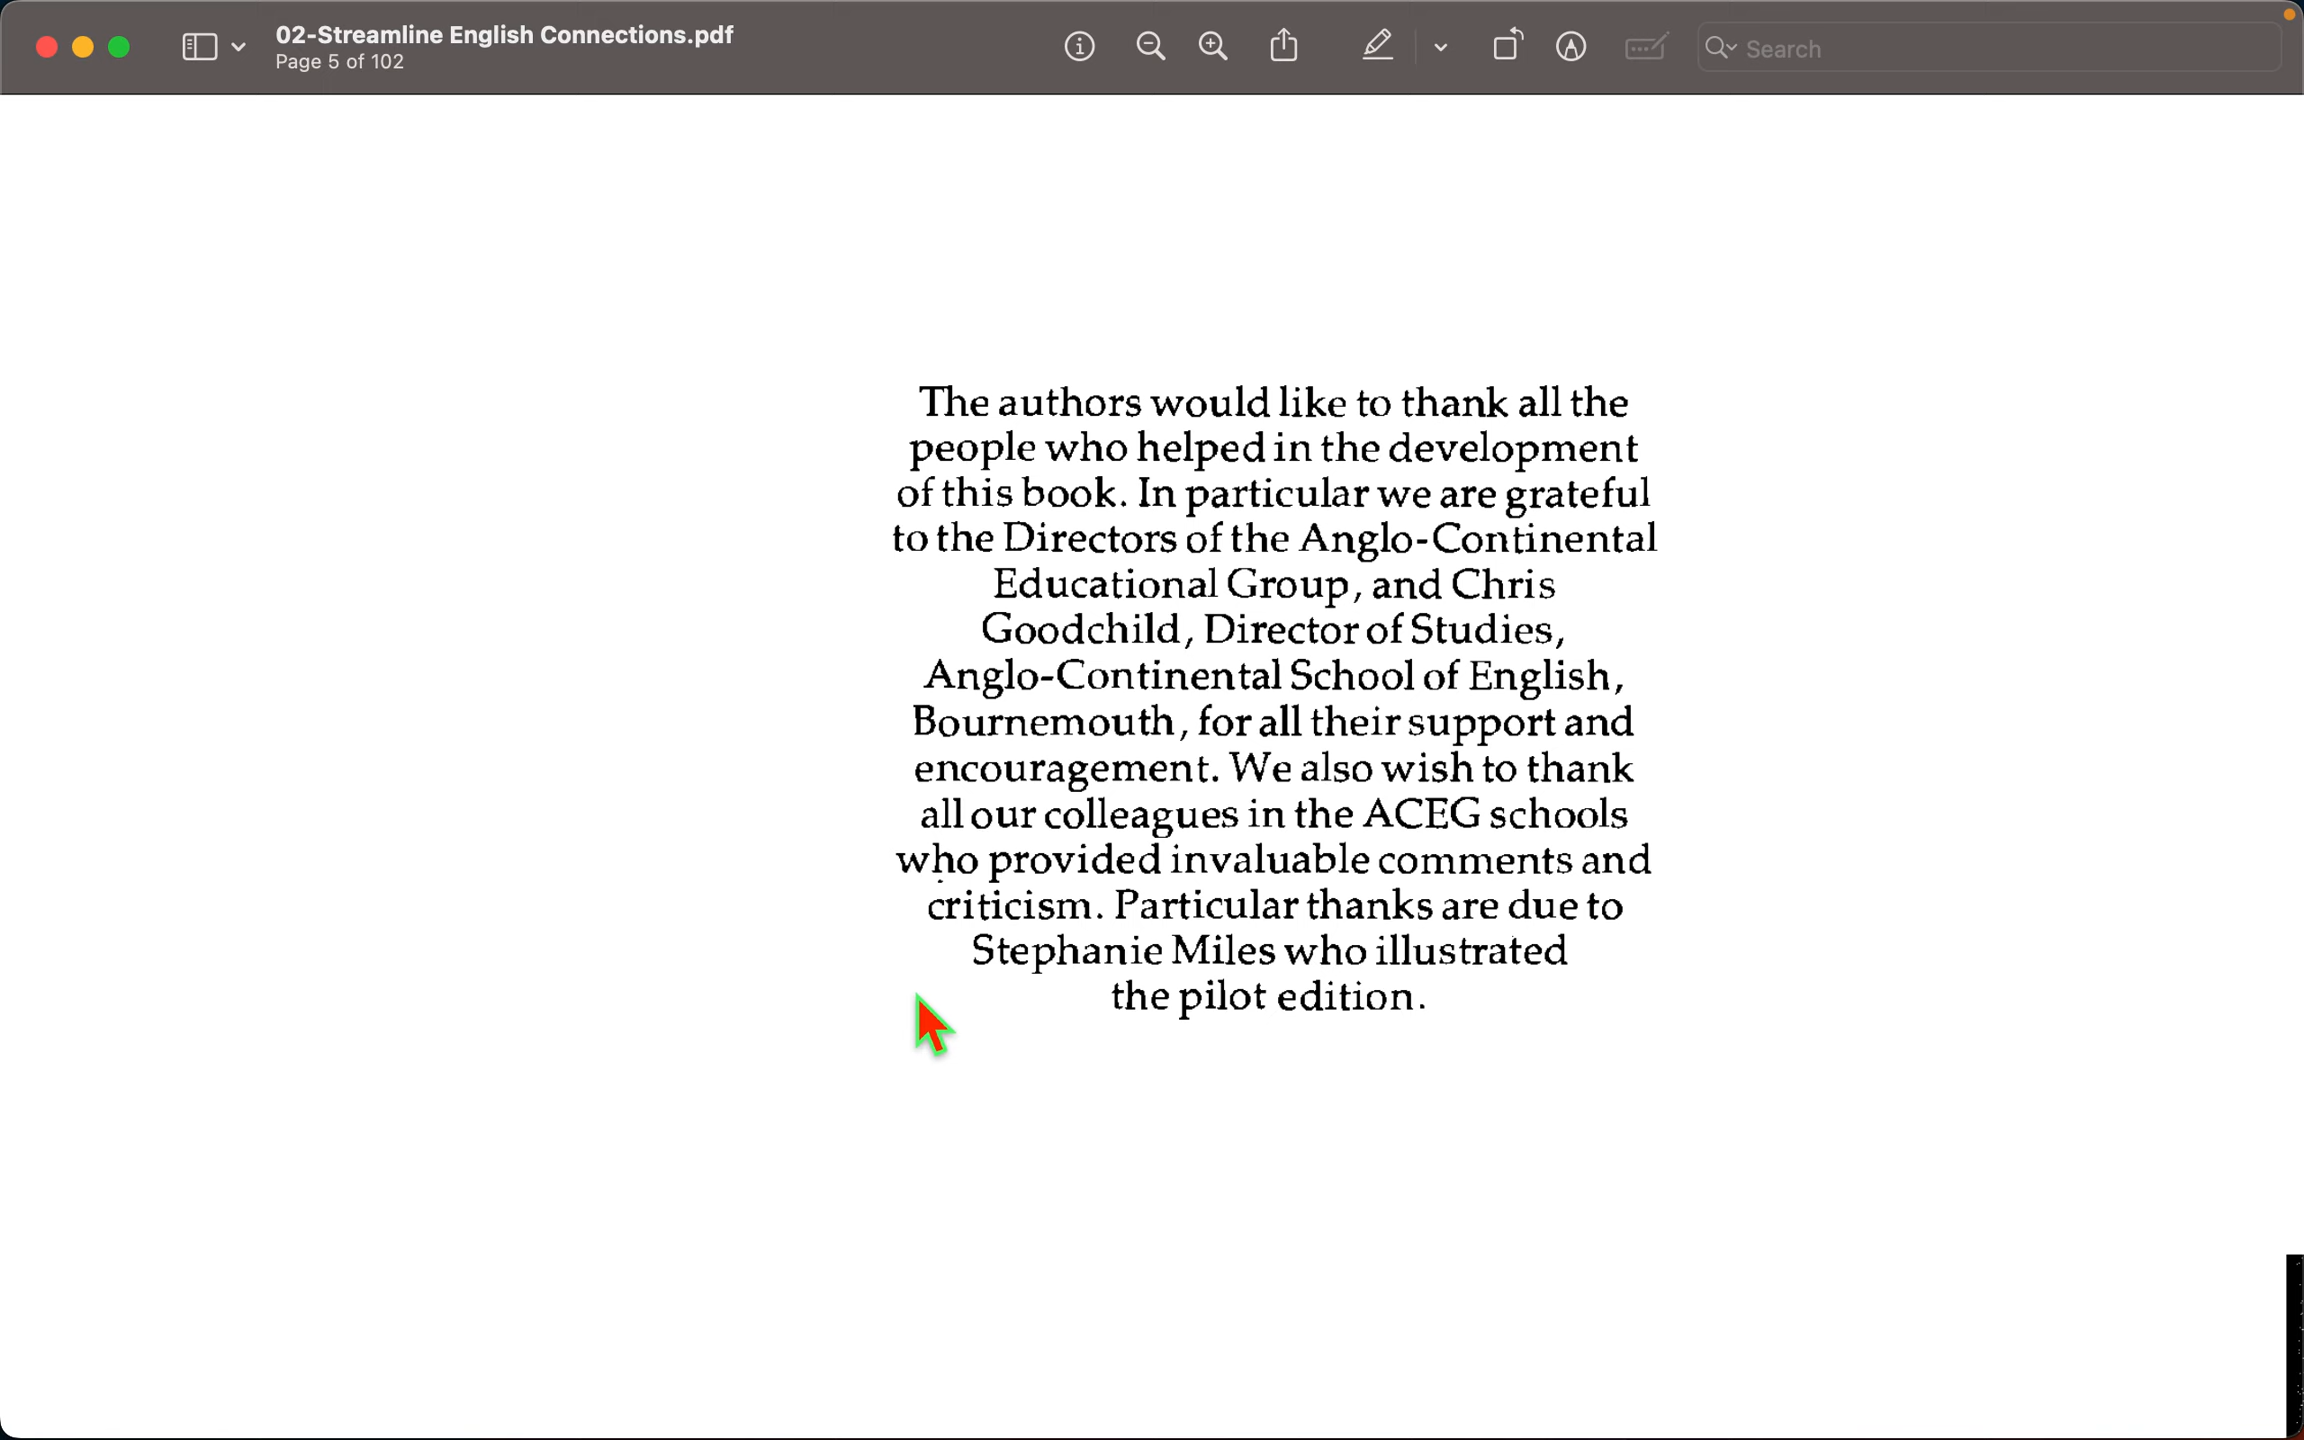 02-Streamline English Connections.pdf
Page 5 of 102
Search
The authors would like to thank all the
people who helped in the development
of this book. In particular we are grateful
to the Directors of the Anglo-Continental
Educational Group, and Chris
Goodchild, Director of Studies,
Anglo-Continental School of English,
Bournemouth, for all their support and
encouragement. We also wish to thank
all our colleagues in the ACEG schools
who provided invaluable comments and
criticism. Particular thanks are due to
Stephanie Miles who illustrated
the pilot edition.